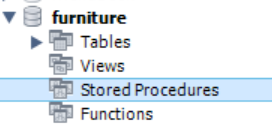 furniture
Tables
Views
Stored Procedures
Functions